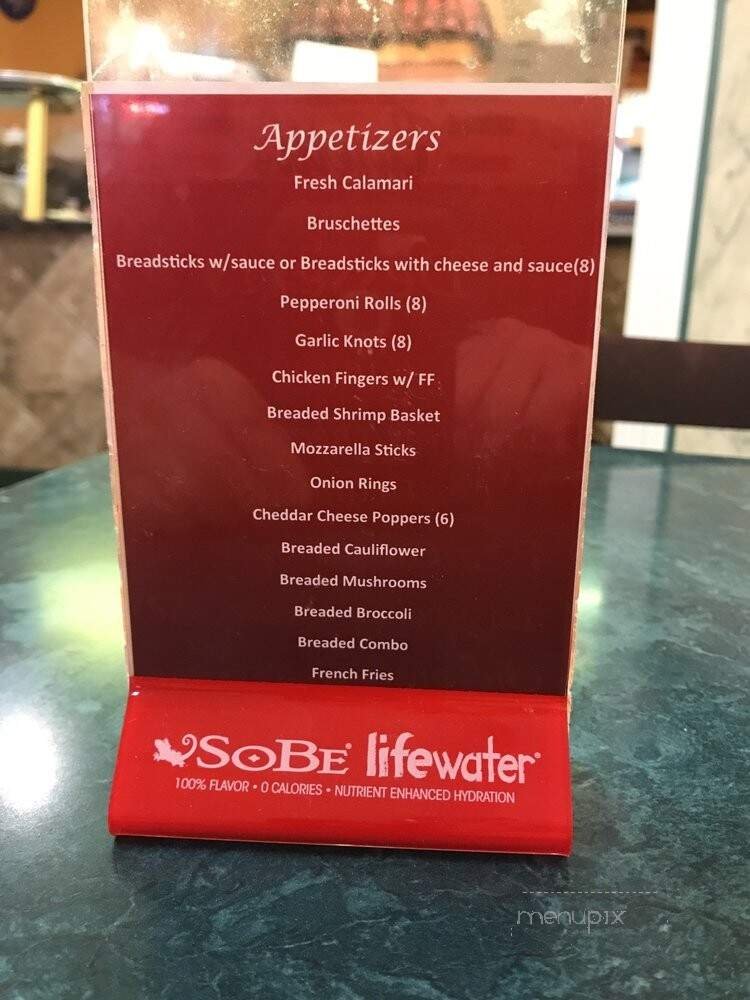 Appetizers
Fresh Calamari
Bruschettes
Breadsticks w/sauce or Breadsticks with cheese and sauce(8)
Pepperoni Rolls (8)
Garlic Knots (8)
Chicken Fingers w/ FF
Breaded Shrimp Basket
Mozzarella Sticks
Onion Rings
Cheddar Cheese Poppers (6)
Breaded Cauliflower
Breaded Mushrooms
Breaded Broccoli
Breaded Combo
French Fries
SoBe® lifewater®
100% FLAVOR • 0 CALORIES • NUTRIENT ENHANCED HYDRATION
menupix